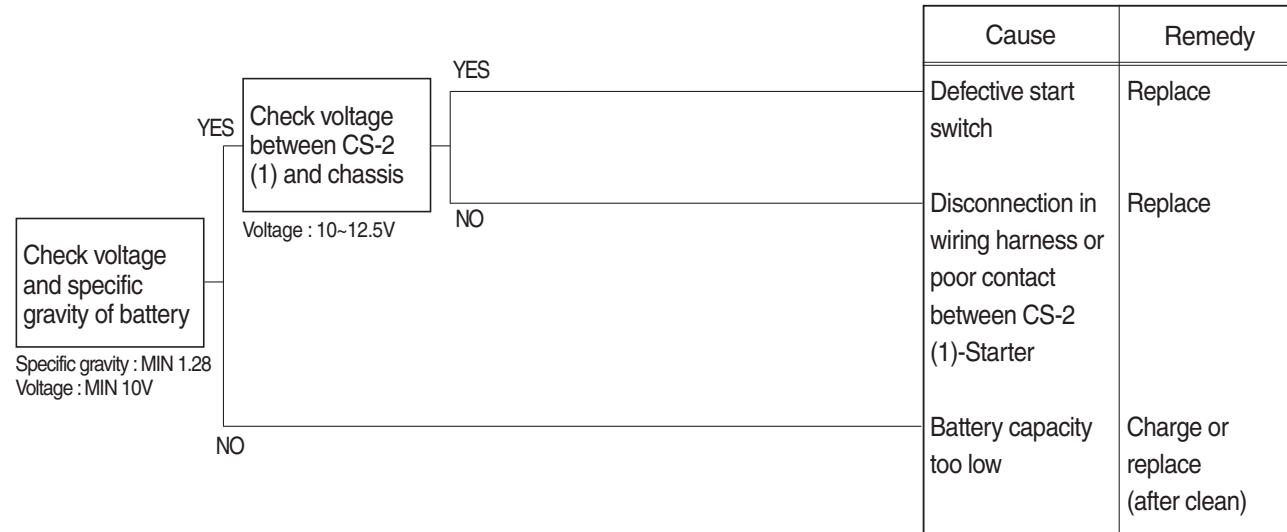 Cause
Remedy
YES
Defective start
switch
Replace
YES
Check voltage
between CS-2
(1) and chassis
Voltage : 10~12.5V
NO
Disconnection in
wiring harness or
poor contact
between CS-2
(1)-Starter
Replace
Check voltage
and specific
gravity of battery
Specific gravity : MIN 1.28
Voltage : MIN 10V
NO
Battery capacity
too low
Charge or
replace
(after clean)